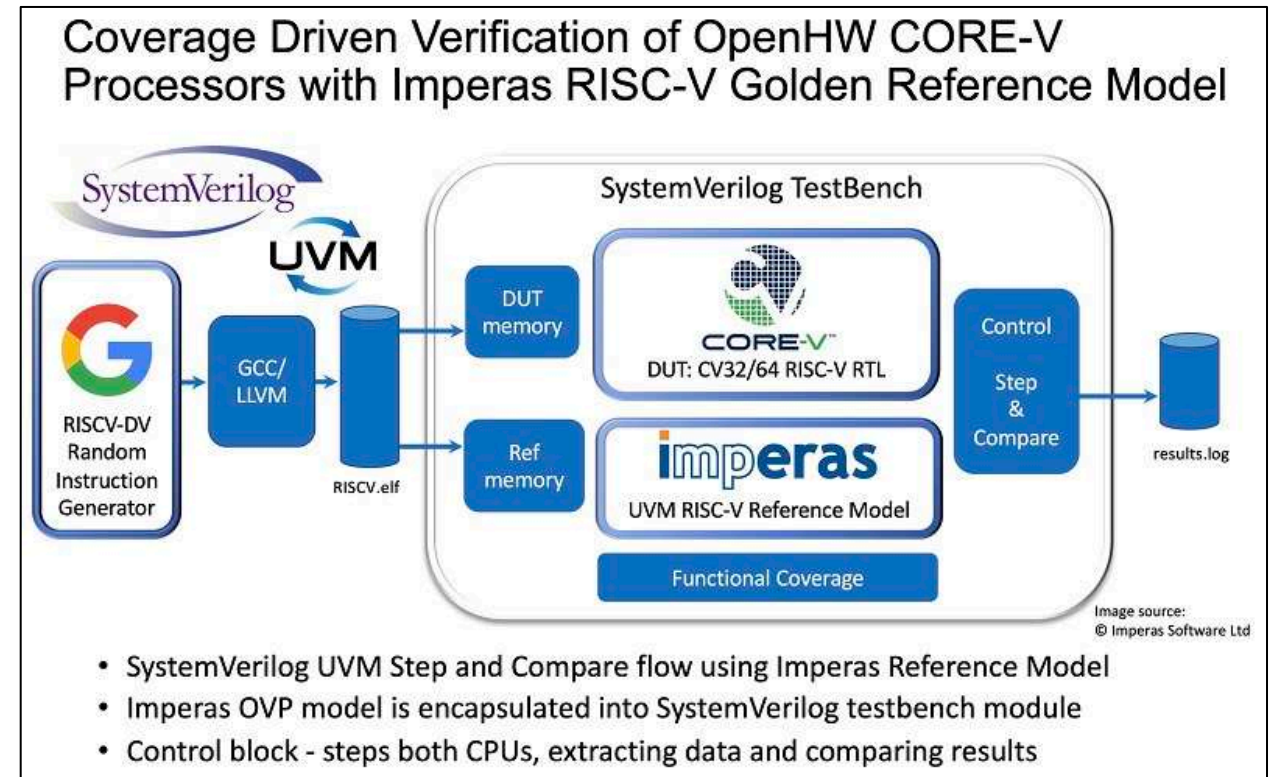 Coverage Driven Verification of OpenHW CORE-V
Processors with Imperas RISC-V Golden Reference Model
SystemVerilog
UVM
SystemVerilog TestBench
RISCV-DV
Random
Instruction
Generator
GCC/
LLVM
RISCV.elf
DUT
memory
Ref
memory
CORE-V™
DUT: CV32/64 RISC-V RTL
imperas
UVM RISC-V Reference Model
Functional Coverage
Control
Step
&
Compare
results.log
Image source:
© Imperas Software Ltd
• SystemVerilog UVM Step and Compare flow using Imperas Reference Model
• Imperas OVP model is encapsulated into SystemVerilog testbench module
• Control block - steps both CPUs, extracting data and comparing results